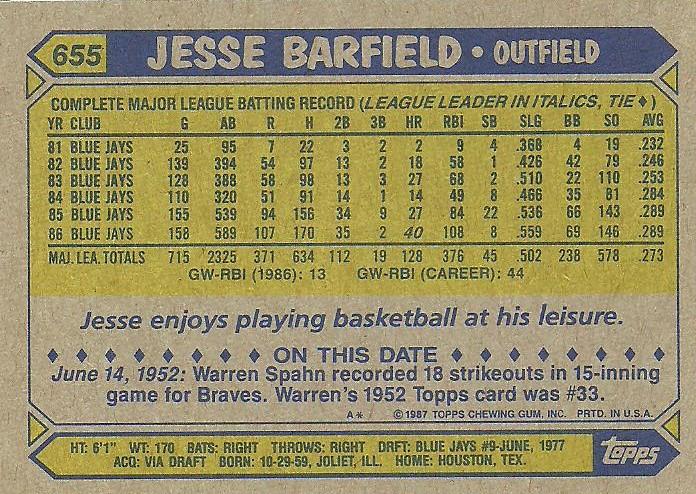 655 JESSE BARFIELD • OUTFIELD
COMPLETE MAJOR LEAGUE BATTING RECORD (LEAGUE LEADER IN ITALICS, TIE ♦)
YR CLUB G AB R H 2B 3B HR RBI SB SLG BB SO AVG
81 BLUE JAYS 25 95 7 22 3 2 2 9 4 .368 4 19 .232
82 BLUE JAYS 139 394 54 97 13 2 18 58 1 .426 42 79 .246
83 BLUE JAYS 128 388 58 98 13 3 27 68 2 .510 22 110 .253
84 BLUE JAYS 110 320 51 91 14 1 14 49 8 .466 35 81 .284
85 BLUE JAYS 155 539 94 156 34 9 27 84 22 .536 66 143 .289
86 BLUE JAYS 158 589 107 170 35 2 40 108 8 .559 69 146 .289
MAJ. LEA. TOTALS 715 2325 371 634 112 19 128 376 45 .502 238 578 .273
GW-RBI (1986): 13 GW-RBI (CAREER): 44
Jesse enjoys playing basketball at his leisure.
♦ ♦ ♦ ♦ ♦ ♦ ♦ ♦ ON THIS DATE ♦ ♦ ♦ ♦ ♦ ♦ ♦ ♦
June 14, 1952: Warren Spahn recorded 18 strikeouts in 15-inning
game for Braves. Warren's 1952 Topps card was #33.
A* © 1987 TOPPS CHEWING GUM, INC. PRTD. IN U.S.A.
HT: 6'1" WT: 170 BATS: RIGHT THROWS: RIGHT DRFT: BLUE JAYS #9-JUNE, 1977
ACQ: VIA DRAFT BORN: 10-29-59, JOLIET, ILL. HOME: HOUSTON, TEX.
topps